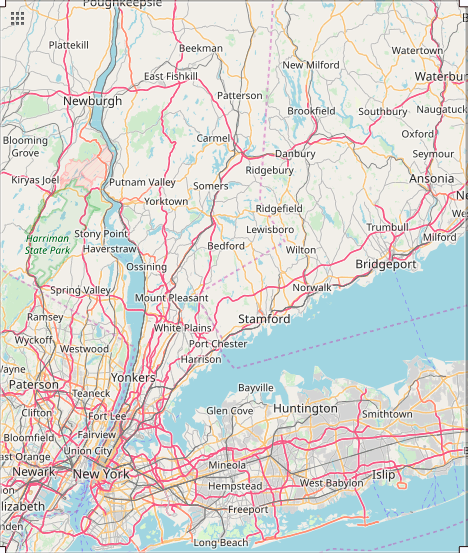 Poughkeepsie
Plattekill
Beekman
Watertown
New Milford
East Fishkill
Waterbury
Patterson
Newburgh
Brookfield
Southbury
Naugatuck
Carmel
Oxford
Blooming
Grove
Danbury
Seymour
Ridgebury
Kiryas Joel
Putnam Valley
Somers
Ansonia
Yorktown
Ridgefield
Harriman
State Park
Stony Point
Lewisboro
Trumbull
Milford
Haverstraw
Bedford
Wilton
Ossining
Bridgeport
Spring Valley
Mount Pleasant
Norwalk
Ramsey
White Plains
Stamford
Wyckoff
Westwood
Port Chester
Harrison
Wayne
Paterson
Yonkers
Teaneck
Bayville
Clifton
Fort Lee
Glen Cove
Huntington
Smithtown
Bloomfield
Fairview
East Orange
Union City
Newark
New York
Mineola
Islip
Hempstead
West Babylon
Elizabeth
Freeport
Linden
Long Beach